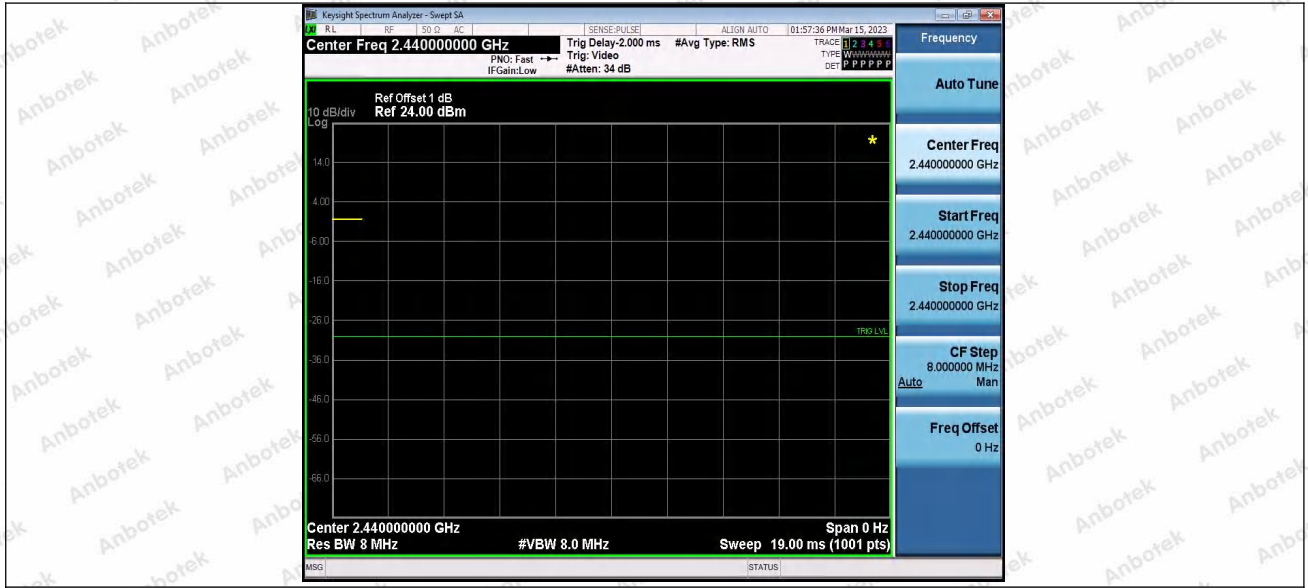 Keysight Spectrum Analyzer - Swept SA
RL RF 50 Ω AC SENSE:PULSE ALIGN AUTO 01:57:36 PM Mar 15, 2023
Center Freq 2.440000000 GHz
PNO: Fast
IFGain:Low
Trig Delay-2.000 ms
Trig: Video
#Atten: 34 dB
#Avg Type: RMS
TRACE 1 2 3 4 5 6
TYPE W
DET P P P P P P
Ref Offset 1 dB
10 dB/div Ref 24.00 dBm
Log
14.0
4.00
-6.00
-16.0
-26.0
TRIG LVL
-36.0
-46.0
-56.0
-66.0
*
Center 2.440000000 GHz Span 0 Hz
Res BW 8 MHz #VBW 8.0 MHz Sweep 19.00 ms (1001 pts)
MSG STATUS
Frequency
Auto Tune
Center Freq
2.440000000 GHz
Start Freq
2.440000000 GHz
Stop Freq
2.440000000 GHz
CF Step
8.000000 MHz
Auto Man
Freq Offset
0 Hz
Anbotek